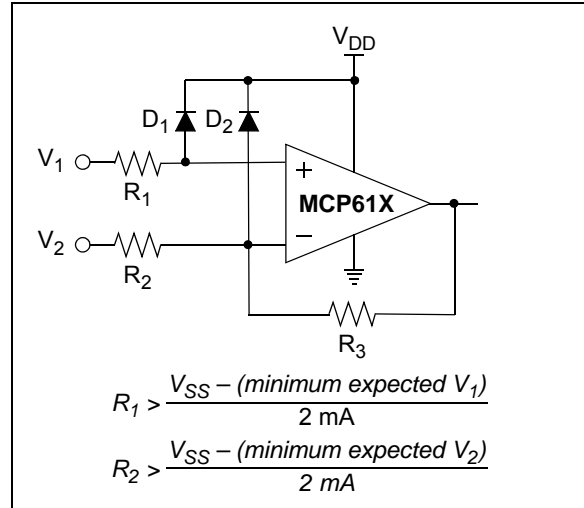 V_DD
D_1 D_2
V_1
R_1
+
MCP61X
V_2
R_2
–
R_3
R_1 > V_SS – (minimum expected V_1) / 2 mA
R_2 > V_SS – (minimum expected V_2) / 2 mA